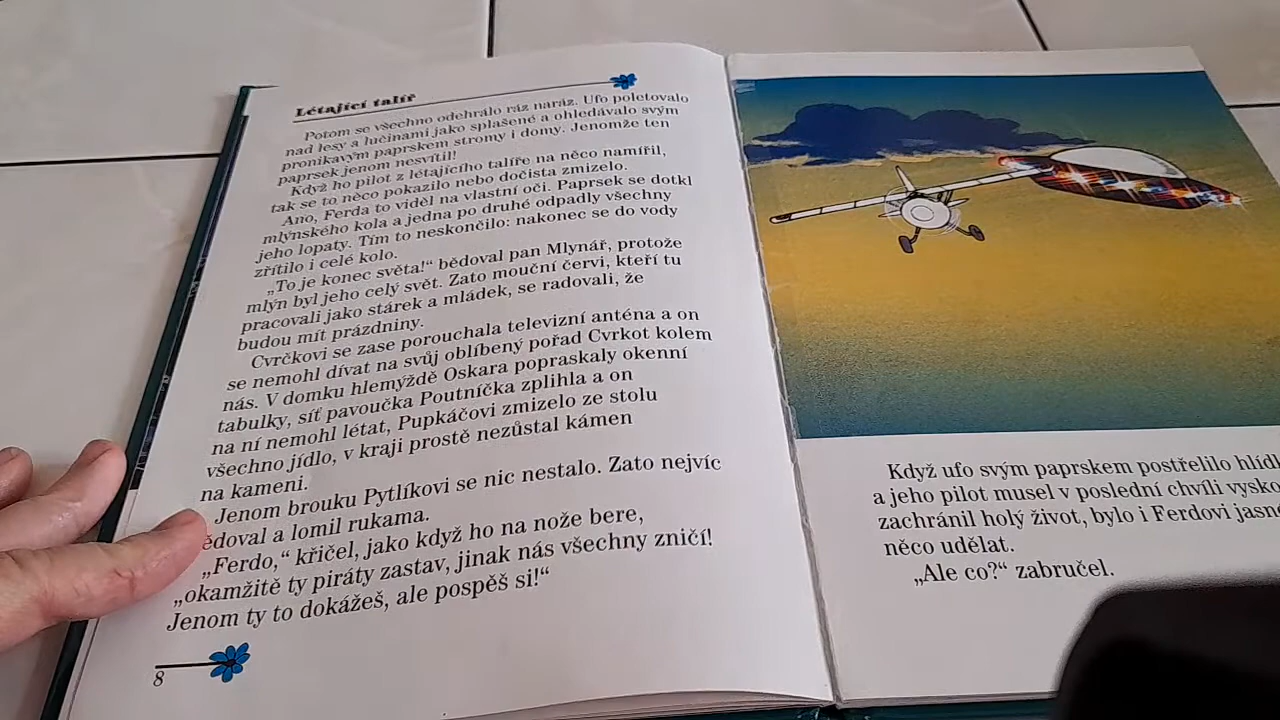 Létající talíř
Potom se všechno odehrálo ráz naráz. Ufo poletovalo
nad lesy a lučinami jako splašené a ohledávalo svým
pronikavým paprskem stromy i domy. Jenomže ten
paprsek jenom nesvítil!
Když ho pilot z létajícího talíře na něco namířil,
tak se to něco pokazilo nebo dočista zmizelo.
Ano, Ferda to viděl na vlastní oči. Paprsek se dotkl
mlýnského kola a jedna po druhé odpadly všechny
jeho lopaty. Tím to neskončilo: nakonec se do vody
zřítilo i celé kolo.
„To je konec světa!“ bědoval pan Mlynář, protože
mlýn byl jeho celý svět. Zato mouční červi, kteří tu
pracovali jako stárek a mládek, se radovali, že
budou mít prázdniny.
Cvrčkovi se zase porouchala televizní anténa a on
se nemohl dívat na svůj oblíbený pořad Cvrkot kolem
nás. V domku hlemýždě Oskara popraskaly okenní
tabulky, síť pavoučka Poutníčka zplihla a on
na ní nemohl létat, Pupkáčovi zmizelo ze stolu
všechno jídlo, v kraji prostě nezůstal kámen
na kameni.
Jenom brouku Pytlíkovi se nic nestalo. Zato nejvíc
ědoval a lomil rukama.
„Ferdo,“ křičel, jako když ho na nože bere,
„okamžitě ty piráty zastav, jinak nás všechny zničí!
Jenom ty to dokážeš, ale pospěš si!“
8
Když ufo svým paprskem postřelilo hlídk
a jeho pilot musel v poslední chvíli vysko
zachránil holý život, bylo i Ferdovi jasné
něco udělat.
„Ale co?“ zabručel.